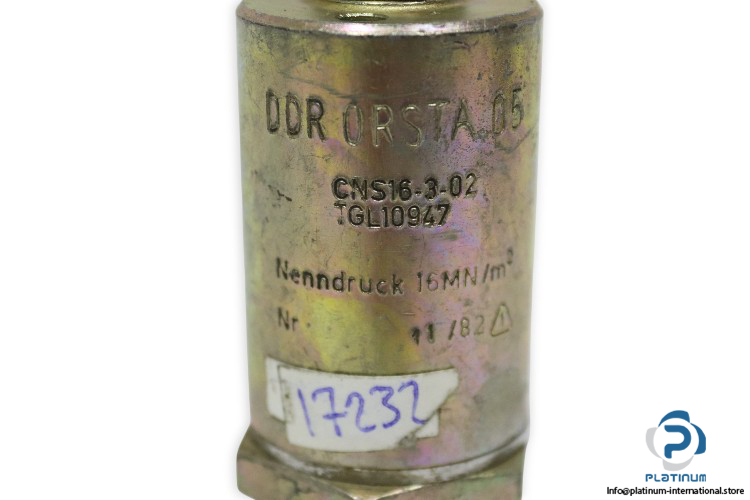 DDR ORSTA 05
CNS16-3-02
TGL10947
Nenndruck 16MN/m²
Nr. 11/82
17232
PLATINUM
Info@platinum-international.store